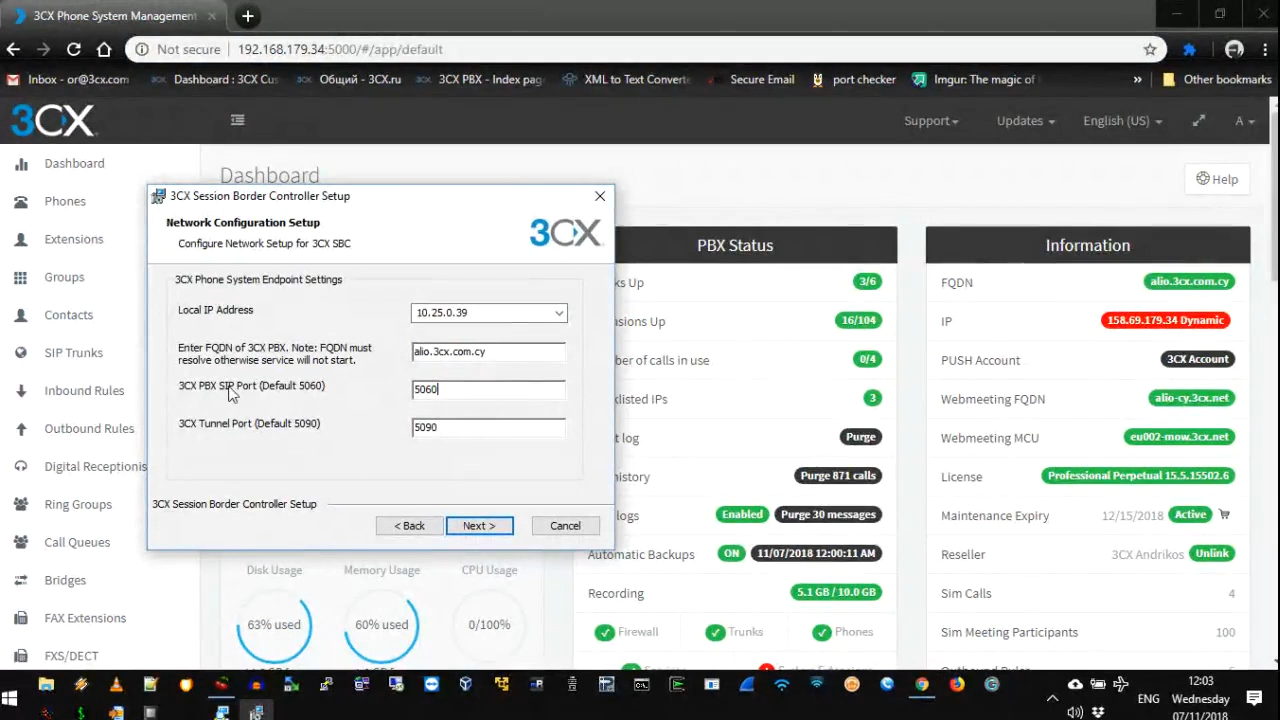 3CX Phone System Management
Not secure
192.168.179.34:5000/#/app/default
Inbox - or@3cx.com
Dashboard : 3CX Cus
Общий - 3CX.ru
3CX PBX - Index pag
XML to Text Converte
Secure Email
port checker
Imgur: The magic of
Other bookmarks
3CX
Support
Updates
English (US)
A
Dashboard
Phones
Extensions
Groups
Contacts
SIP Trunks
Inbound Rules
Outbound Rules
Digital Receptionis
Ring Groups
Call Queues
Bridges
FAX Extensions
FXS/DECT
Dashboard
Help
3CX Session Border Controller Setup
Network Configuration Setup
Configure Network Setup for 3CX SBC
3CX
3CX Phone System Endpoint Settings
Local IP Address
10.25.0.39
Enter FQDN of 3CX PBX. Note: FQDN must
resolve otherwise service will not start.
alio.3cx.com.cy
3CX PBX SIP Port (Default 5060)
5060
3CX Tunnel Port (Default 5090)
5090
3CX Session Border Controller Setup
< Back
Next >
Cancel
Disk Usage
Memory Usage
CPU Usage
63% used
60% used
0/100%
PBX Status
ks Up
3/6
nsions Up
16/104
ber of calls in use
0/4
klisted IPs
3
t log
Purge
history
Purge 871 calls
logs
Enabled
Purge 30 messages
Automatic Backups
ON
11/07/2018 12:00:11 AM
Recording
5.1 GB / 10.0 GB
Firewall
Trunks
Phones
Information
FQDN
alio.3cx.com.cy
IP
158.69.179.34 Dynamic
PUSH Account
3CX Account
Webmeeting FQDN
alio-cy.3cx.net
Webmeeting MCU
eu002-mow.3cx.net
License
Professional Perpetual 15.5.15502.6
Maintenance Expiry
12/15/2018
Active
Reseller
3CX Andrikos
Unlink
Sim Calls
4
Sim Meeting Participants
100
ENG
12:03
Wednesday
07/11/2018